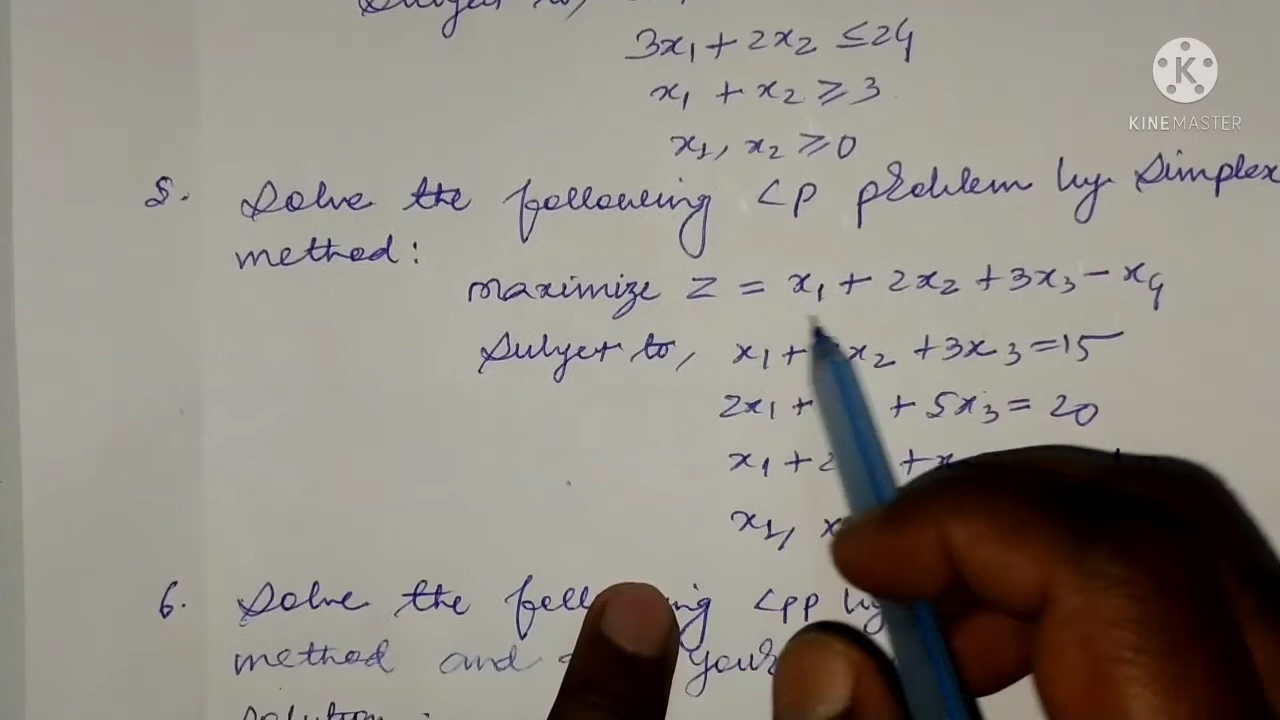 3x₁ + 2x₂ ≤ 24
x₁ + x₂ ≥ 3
x₁, x₂ ≥ 0
KINEMASTER
5. Solve the following LP problem by simplex
method:
maximize Z = x₁ + 2x₂ + 3x₃ - x₄
Subject to, x₁ + x₂ + 3x₃ = 15
2x₁ + + 5x₃ = 20
x₁ + 2 + x
x₁, x
6. Solve the LPP by
method and your
solution: